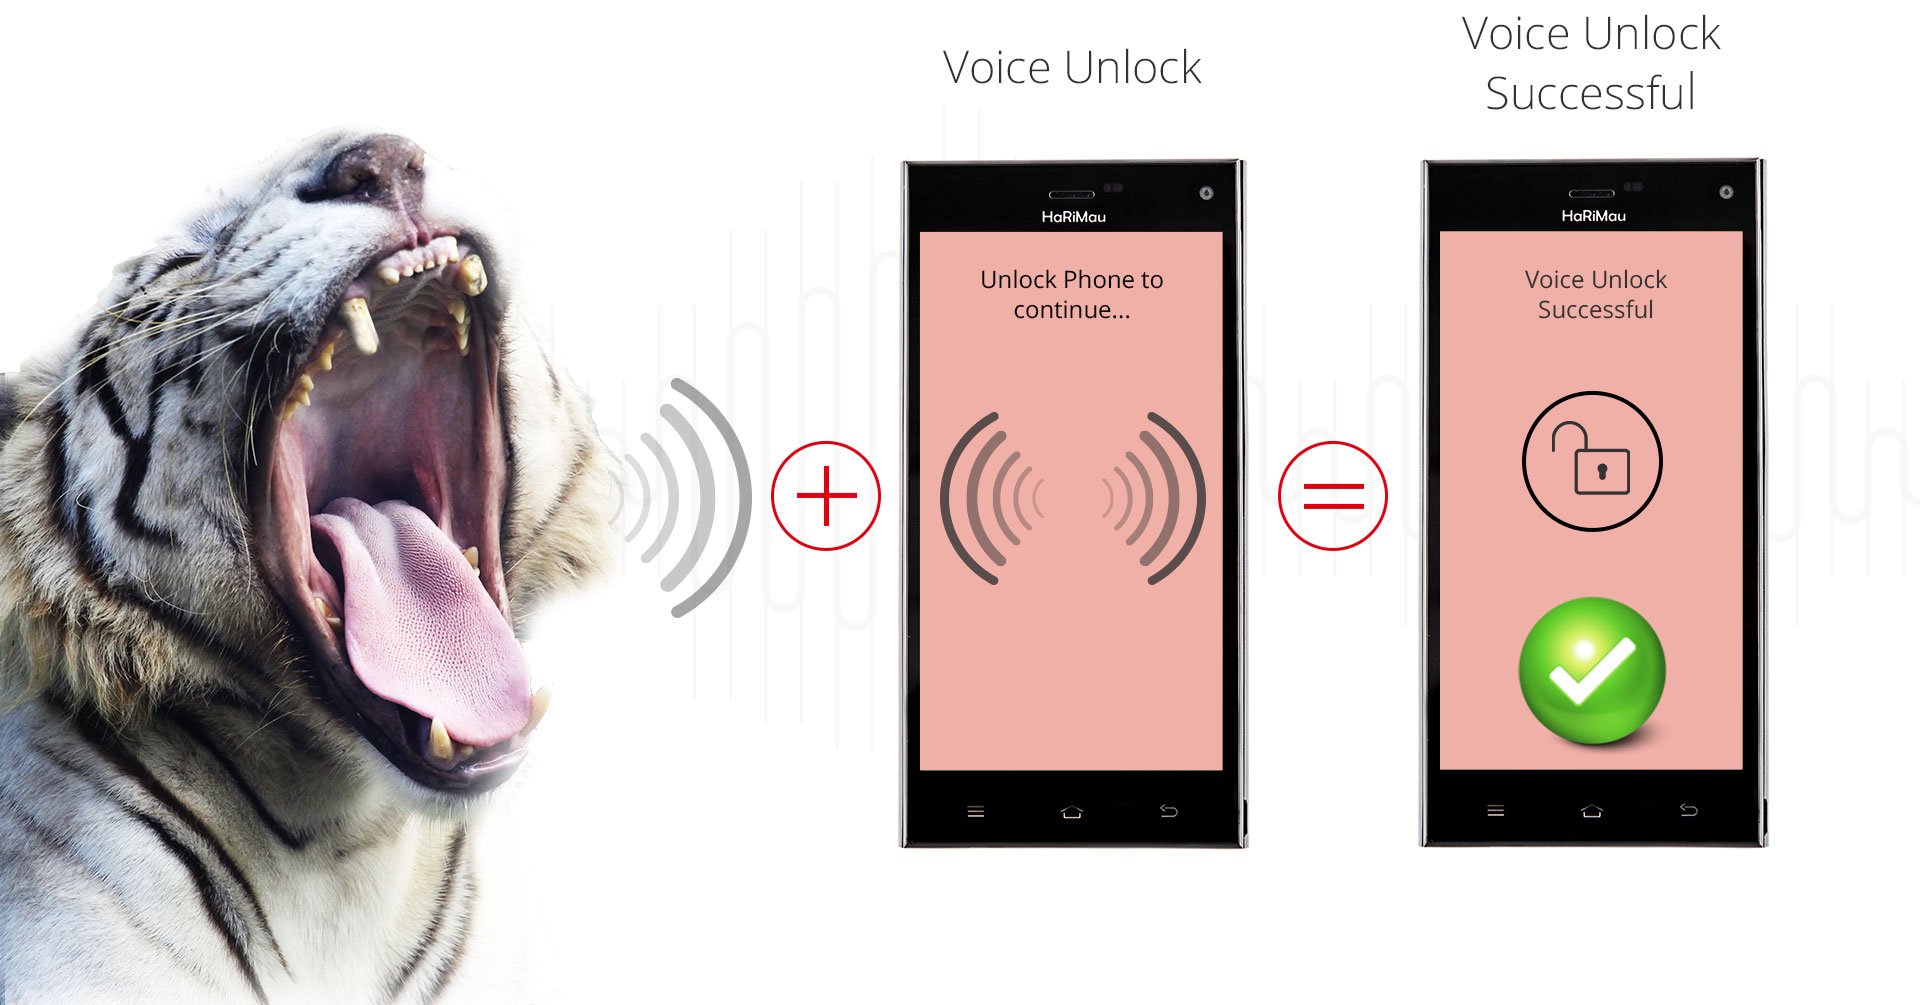 Voice Unlock
HaRiMau
Unlock Phone to
continue...
Voice Unlock
Successful
HaRiMau
Voice Unlock
Successful